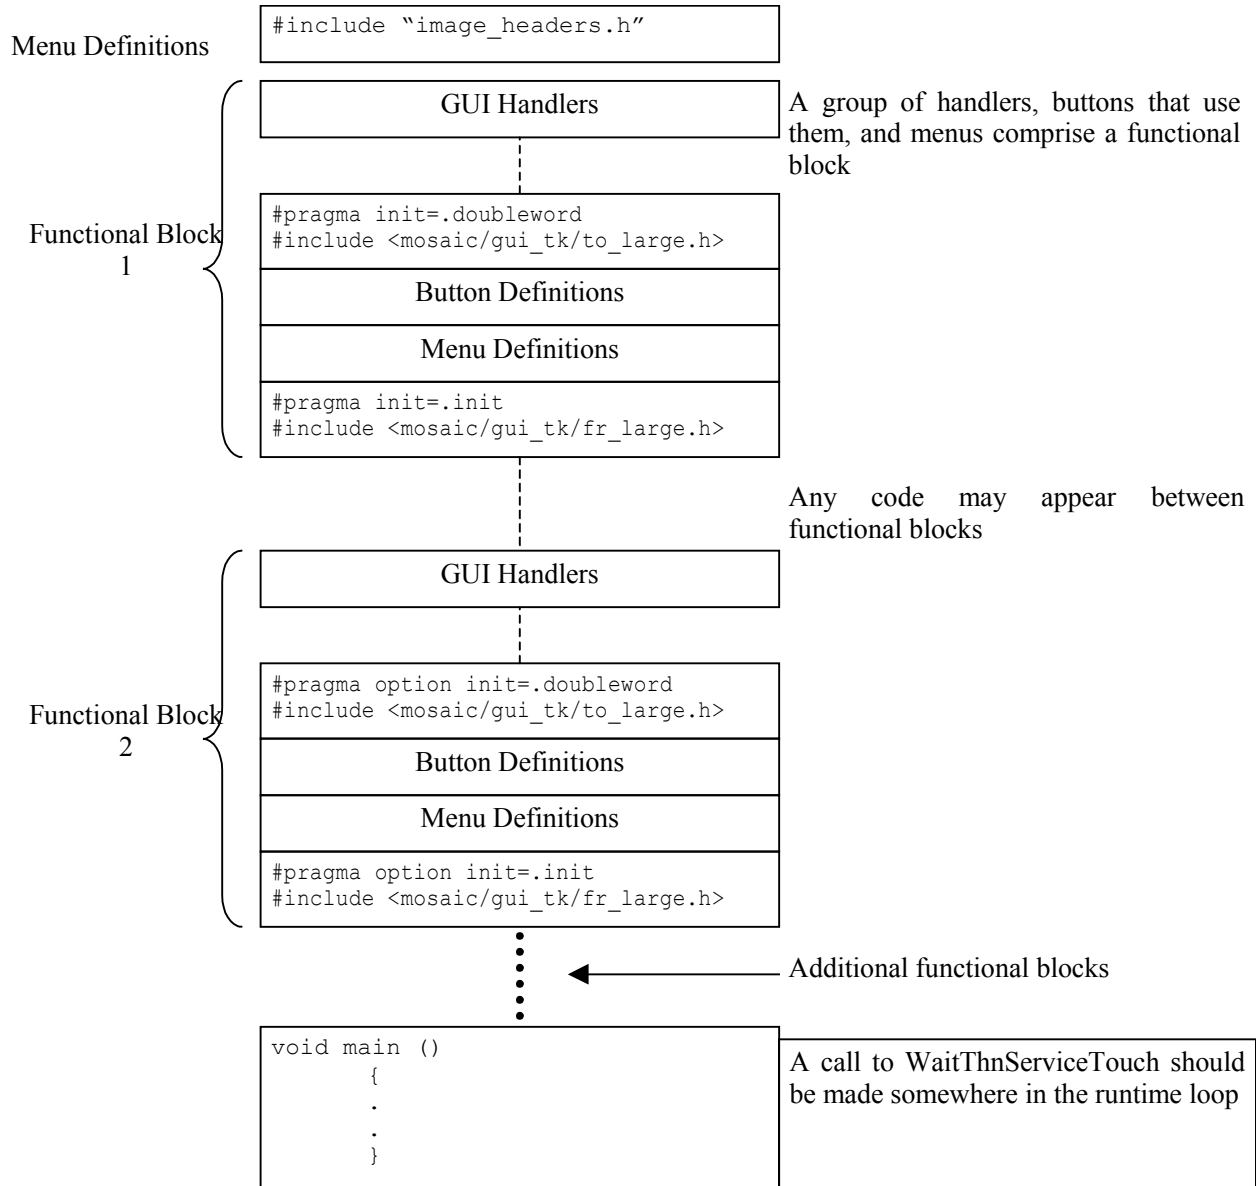 #include “image_headers.h”
Menu Definitions
GUI Handlers
A group of handlers, buttons that use
them, and menus comprise a functional
block
#pragma init=.doubleword
#include <mosaic/gui_tk/to_large.h>
Functional Block
1
Button Definitions
Menu Definitions
#pragma init=.init
#include <mosaic/gui_tk/fr_large.h>
Any code may appear between
functional blocks
GUI Handlers
#pragma option init=.doubleword
#include <mosaic/gui_tk/to_large.h>
Functional Block
2
Button Definitions
Menu Definitions
#pragma option init=.init
#include <mosaic/gui_tk/fr_large.h>
Additional functional blocks
void main ()
{
.
.
}
A call to WaitThnServiceTouch should
be made somewhere in the runtime loop